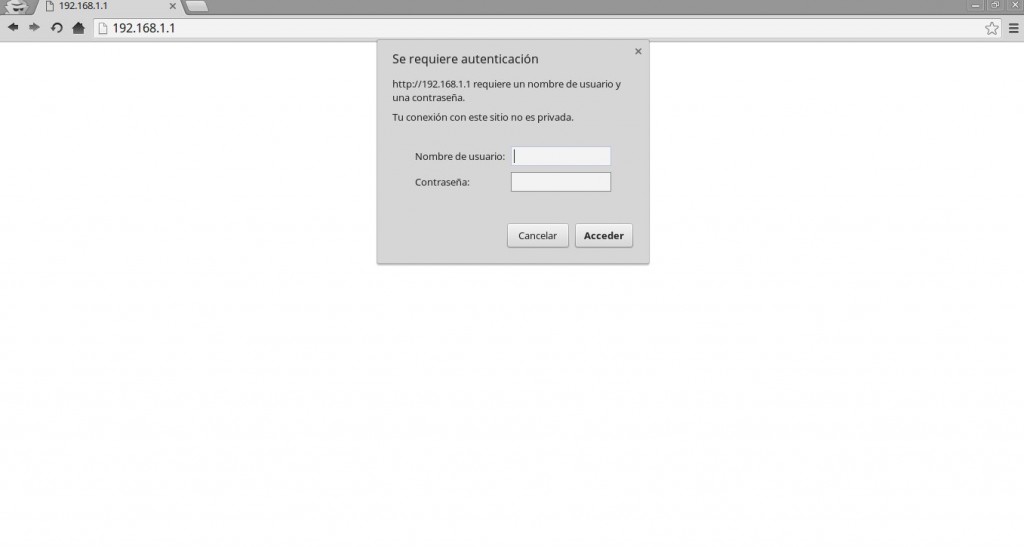 192.168.1.1
192.168.1.1
Se requiere autenticación
http://192.168.1.1 requiere un nombre de usuario y
una contraseña.
Tu conexión con este sitio no es privada.
Nombre de usuario:
Contraseña:
Cancelar
Acceder